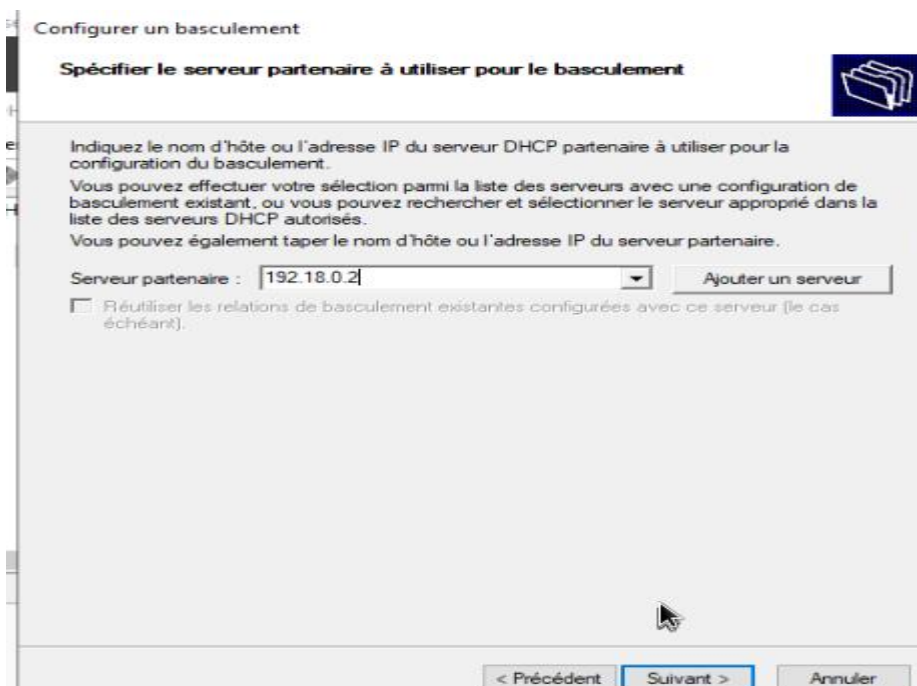 Configurer un basculement
Spécifier le serveur partenaire à utiliser pour le basculement
Indiquez le nom d'hôte ou l'adresse IP du serveur DHCP partenaire à utiliser pour la
configuration du basculement.
Vous pouvez effectuer votre sélection parmi la liste des serveurs avec une configuration de
basculement existant, ou vous pouvez rechercher et sélectionner le serveur approprié dans la
liste des serveurs DHCP autorisés.
Vous pouvez également taper le nom d'hôte ou l'adresse IP du serveur partenaire.
Serveur partenaire : 192.18.0.2 Ajouter un serveur
Réutiliser les relations de basculement existantes configurées avec ce serveur (le cas
échéant).
< Précédent Suivant > Annuler